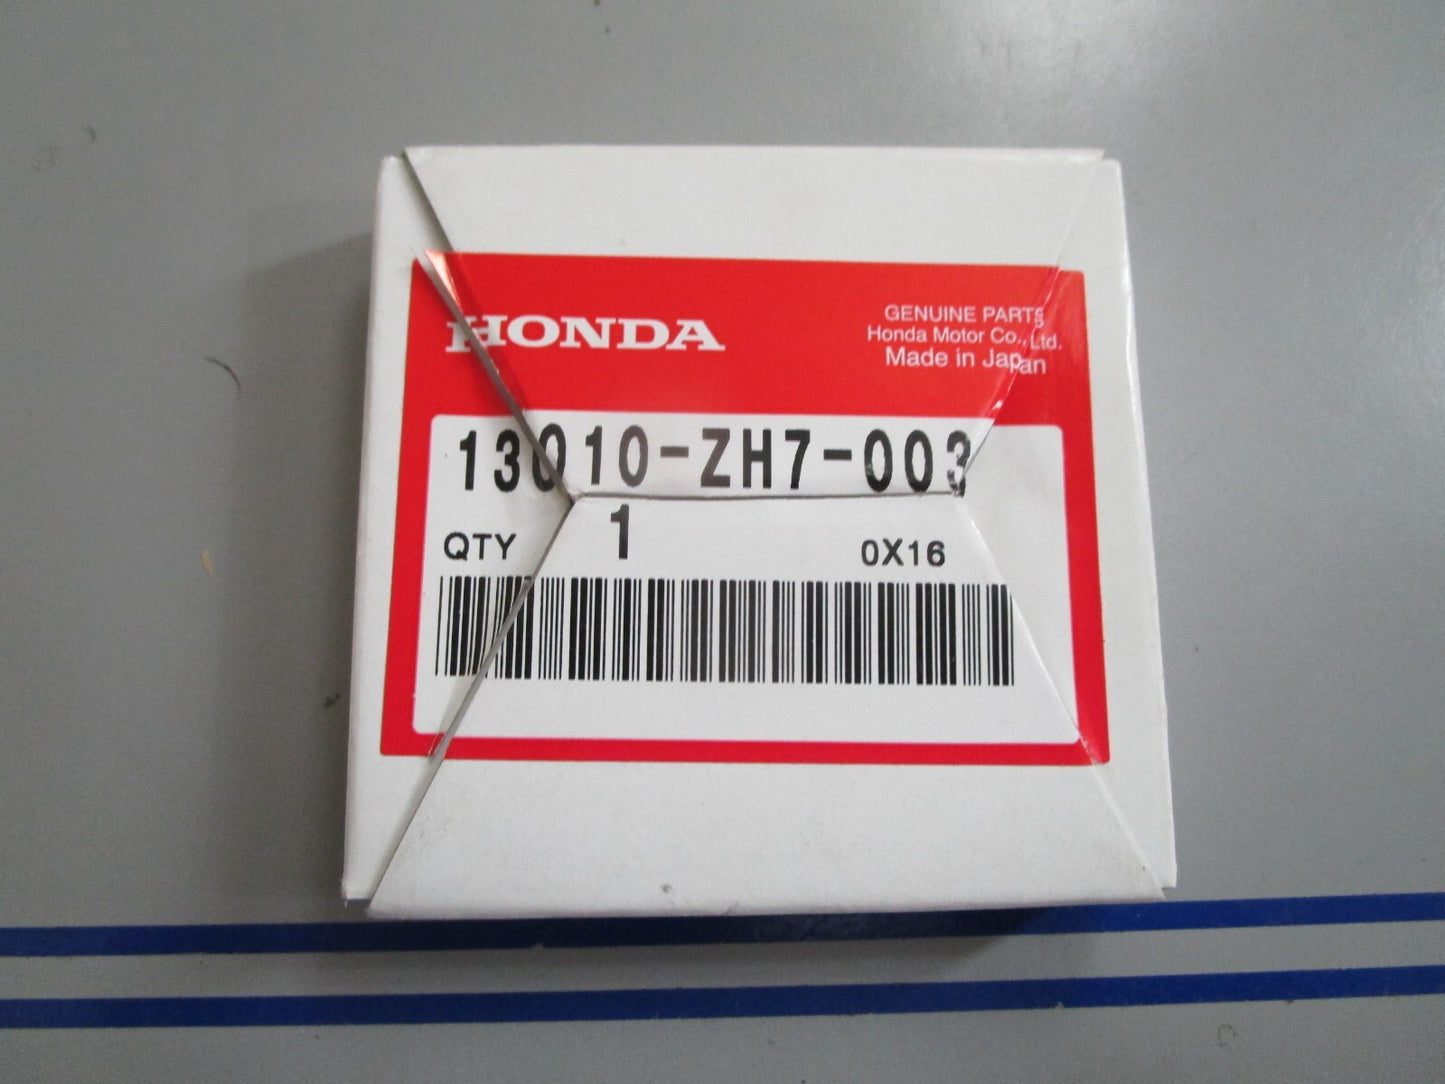 HONDA
GENUINE PARTS
Honda Motor Co., Ltd.
Made in Japan
13010-ZH7-003
QTY 1 0X16